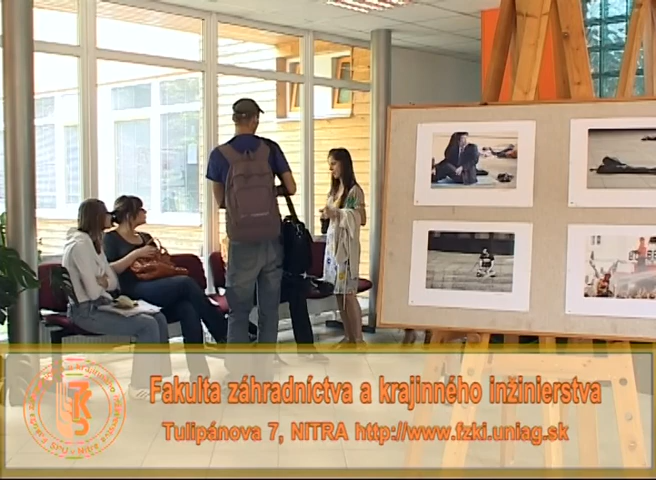 Fakulta záhradníctva a krajinného inžinierstva
Tulipánova 7, NITRA http://www.fzki.uniag.sk